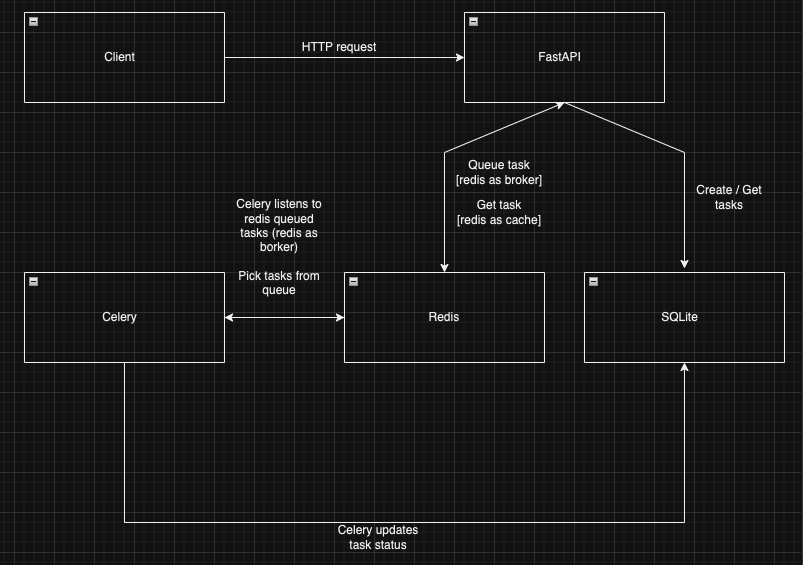 Client
HTTP request
FastAPI
Queue task
[redis as broker]
Get task
[redis as cache]
Create / Get
tasks
Celery listens to
redis queued
tasks (redis as
borker)
Pick tasks from
queue
Celery
Redis
SQLite
Celery updates
task status